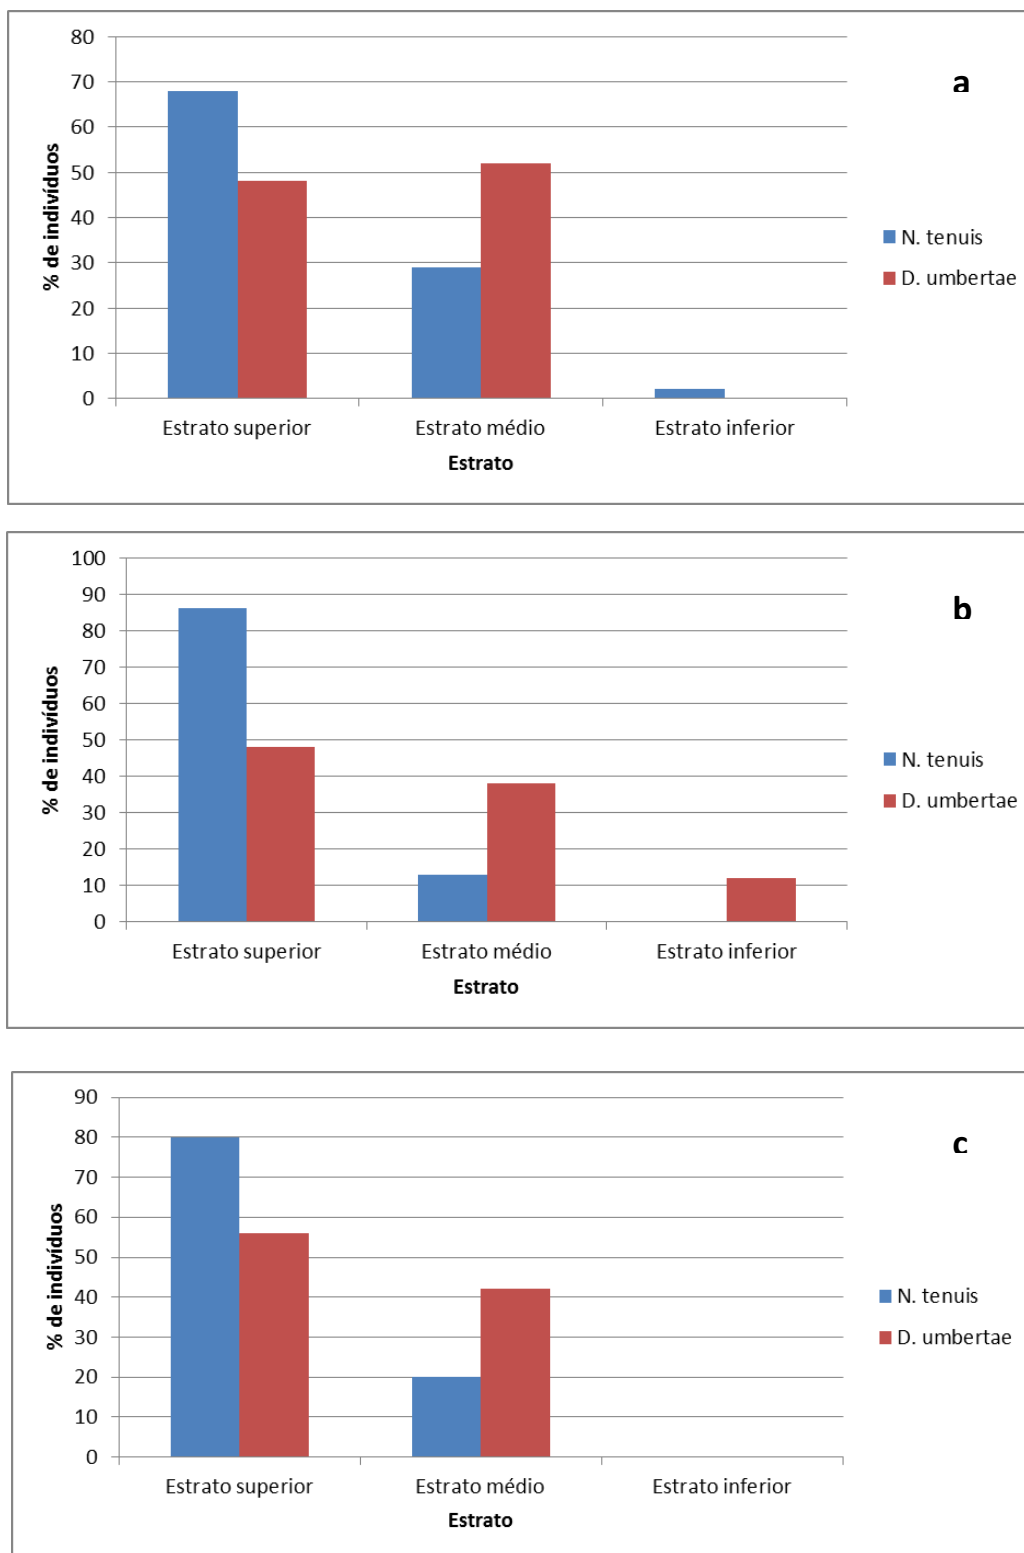 80
70
60
50
40
30
20
10
0
% de indivíduos
Estrato superior Estrato médio Estrato inferior
Estrato
a
N. tenuis
D. umbertae
100
90
80
70
60
50
40
30
20
10
0
% de indivíduos
Estrato superior Estrato médio Estrato inferior
Estrato
b
N. tenuis
D. umbertae
90
80
70
60
50
40
30
20
10
0
% de indivíduos
Estrato superior Estrato médio Estrato inferior
Estrato
c
N. tenuis
D. umbertae